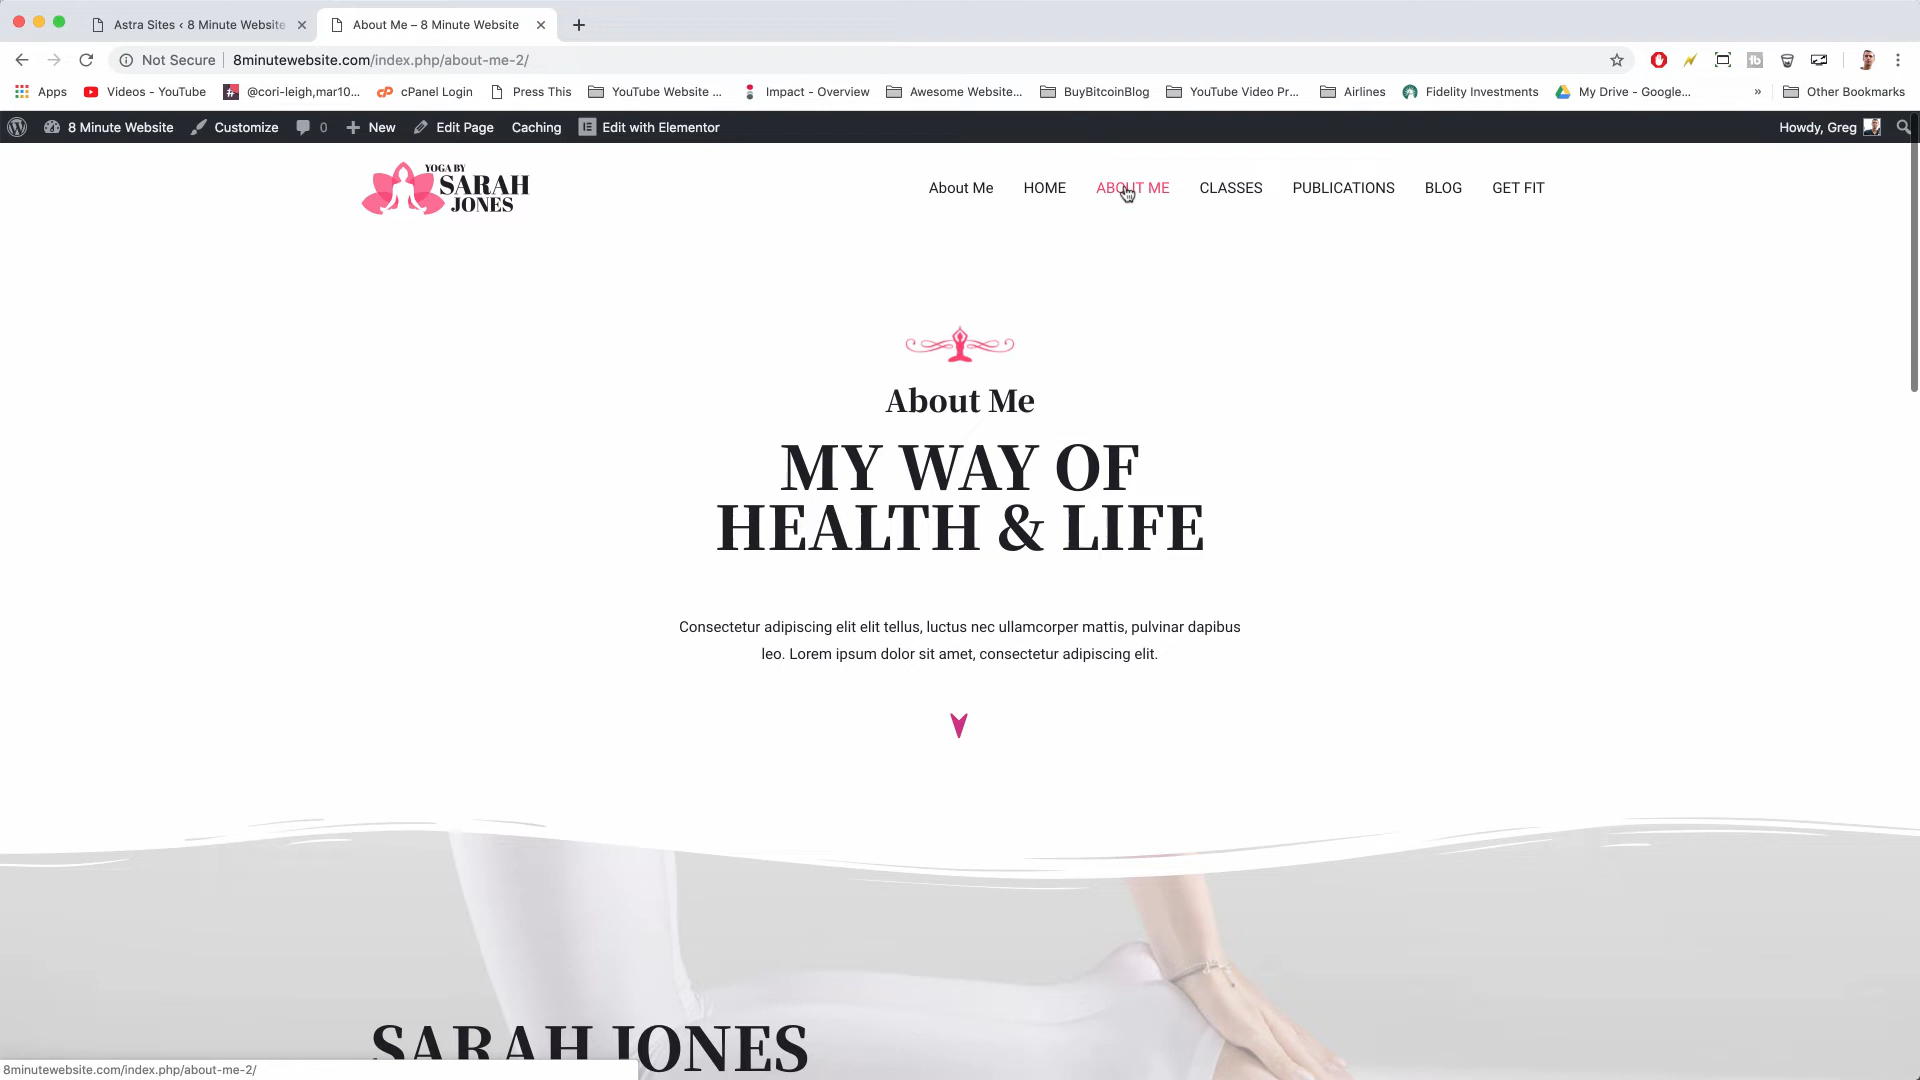 Astra Sites ‹ 8 Minute Website
About Me – 8 Minute Website
Not Secure
8minutewebsite.com/index.php/about-me-2/
Apps
Videos - YouTube
@cori-leigh,mar10...
cPanel Login
Press This
YouTube Website ...
Impact - Overview
Awesome Website...
BuyBitcoinBlog
YouTube Video Pr...
Airlines
Fidelity Investments
My Drive - Google...
»
Other Bookmarks
8 Minute Website
Customize
0
New
Edit Page
Caching
Edit with Elementor
Howdy, Greg
YOGA BY
SARAH
JONES
About Me
HOME
ABOUT ME
CLASSES
PUBLICATIONS
BLOG
GET FIT
About Me
MY WAY OF
HEALTH & LIFE
Consectetur adipiscing elit elit tellus, luctus nec ullamcorper mattis, pulvinar dapibus
leo. Lorem ipsum dolor sit amet, consectetur adipiscing elit.
SARAH JONES
8minutewebsite.com/index.php/about-me-2/